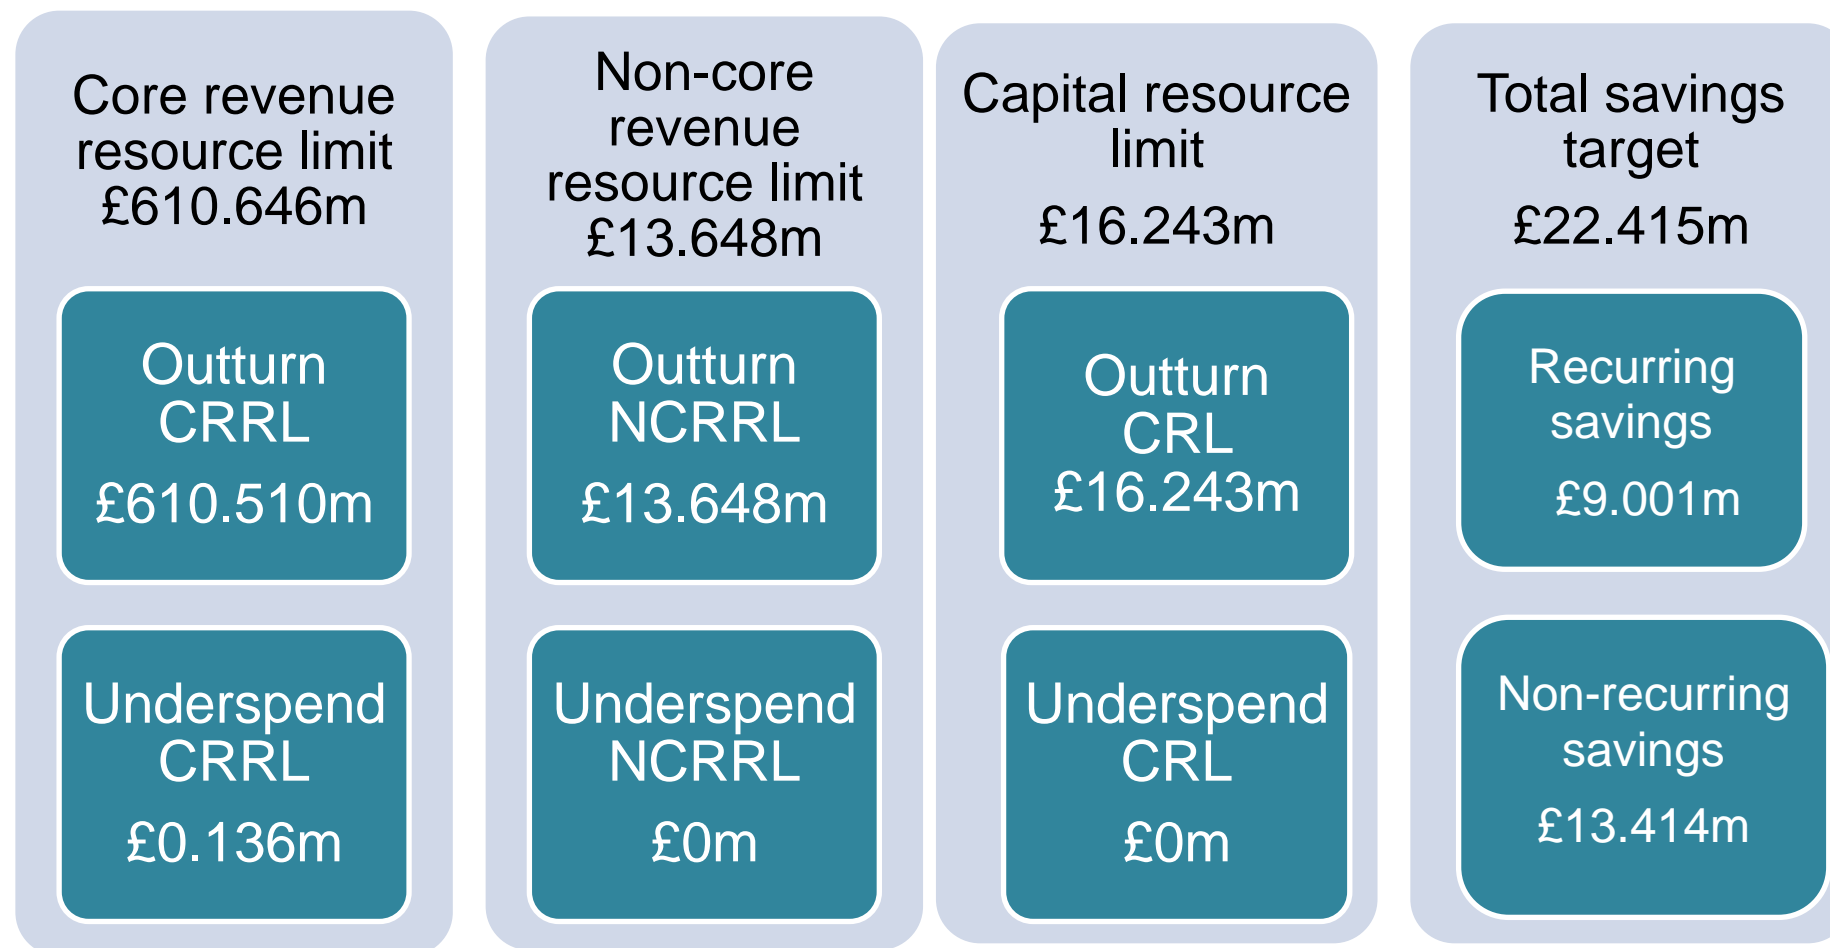 Core revenue
resource limit
£610.646m
Outturn
CRRL
£610.510m
Underspend
CRRL
£0.136m
Non-core
revenue
resource limit
£13.648m
Outturn
NCRRL
£13.648m
Underspend
NCRRL
£0m
Capital resource
limit
£16.243m
Outturn
CRL
£16.243m
Underspend
CRL
£0m
Total savings
target
£22.415m
Recurring
savings
£9.001m
Non-recurring
savings
£13.414m